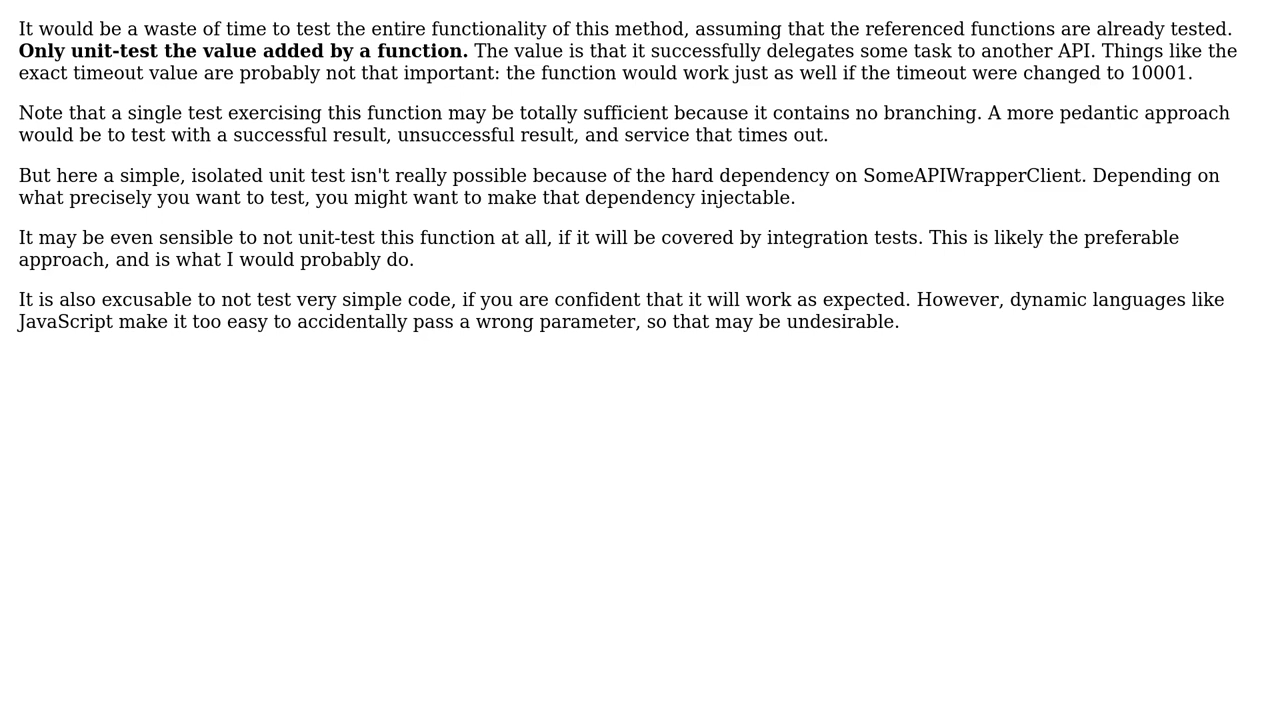 It would be a waste of time to test the entire functionality of this method, assuming that the referenced functions are already tested.
Only unit-test the value added by a function. The value is that it successfully delegates some task to another API. Things like the
exact timeout value are probably not that important: the function would work just as well if the timeout were changed to 10001.
Note that a single test exercising this function may be totally sufficient because it contains no branching. A more pedantic approach
would be to test with a successful result, unsuccessful result, and service that times out.
But here a simple, isolated unit test isn't really possible because of the hard dependency on SomeAPIWrapperClient. Depending on
what precisely you want to test, you might want to make that dependency injectable.
It may be even sensible to not unit-test this function at all, if it will be covered by integration tests. This is likely the preferable
approach, and is what I would probably do.
It is also excusable to not test very simple code, if you are confident that it will work as expected. However, dynamic languages like
JavaScript make it too easy to accidentally pass a wrong parameter, so that may be undesirable.